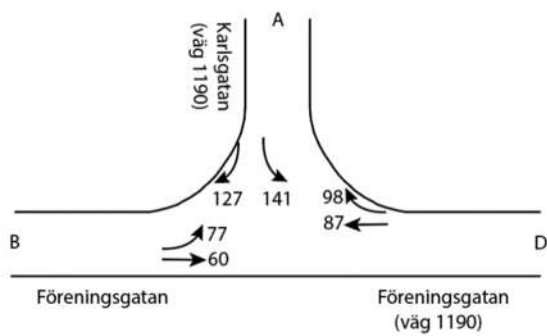 A
Karlsgatan
(väg 1190)
127
141
98
87
B
77
60
D
Föreningsgatan
Föreningsgatan
(väg 1190)